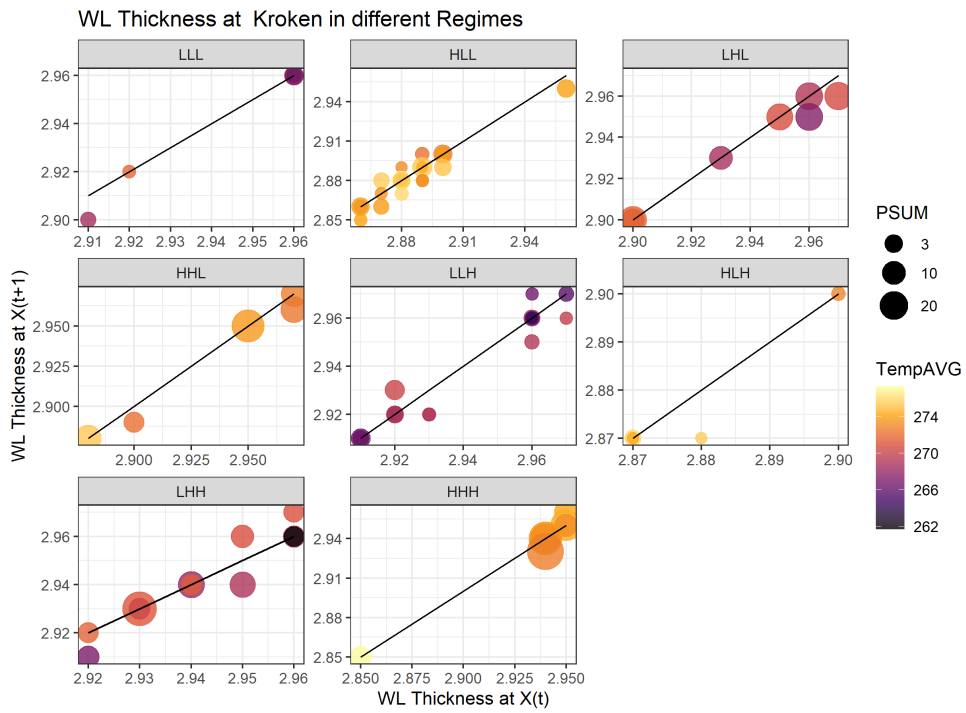 WL Thickness at  Kroken in different Regimes
LLL
HLL
LHL
2.96
2.94
2.92
2.90
2.91 2.92 2.93 2.94 2.95 2.96
2.94
2.91
2.88
2.85
2.88 2.91 2.94
2.96
2.94
2.92
2.90
2.90 2.92 2.94 2.96
HHL
LLH
HLH
2.950
2.925
2.900
2.900 2.925 2.950
2.96
2.94
2.92
2.92 2.94 2.96
2.90
2.89
2.88
2.87
2.87 2.88 2.89 2.90
LHH
HHH
2.96
2.94
2.92
2.92 2.93 2.94 2.95 2.96
2.94
2.91
2.88
2.85
2.850 2.875 2.900 2.925 2.950
WL Thickness at X(t+1)
WL Thickness at X(t)
PSUM
3
10
20
TempAVG
274
270
266
262